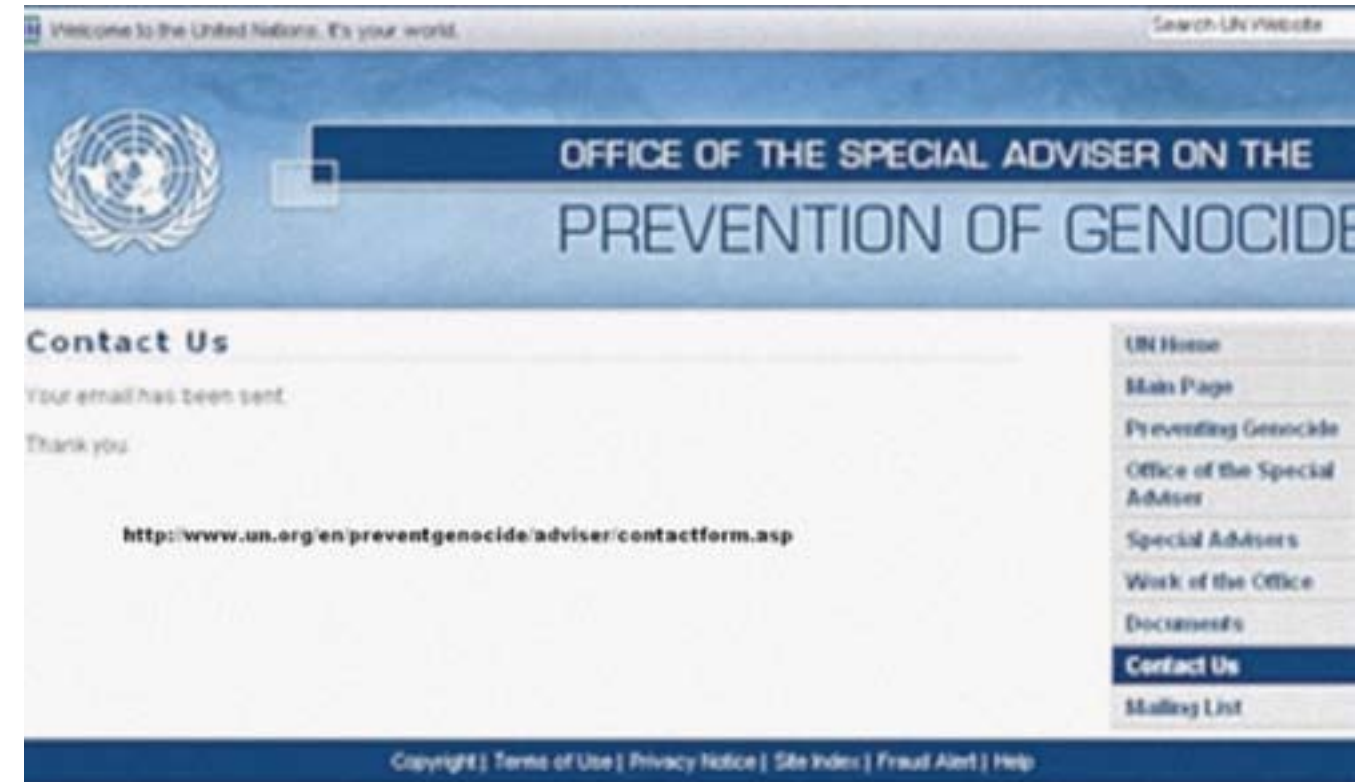 Welcome to the United Nations. It's your world.
Search UN Website
OFFICE OF THE SPECIAL ADVISER ON THE
PREVENTION OF GENOCIDE
Contact Us
Your email has been sent.
Thank you.
http://www.un.org/en/preventgenocide/adviser/contactform.asp
UN Home
Main Page
Preventing Genocide
Office of the Special
Adviser
Special Advisers
Work of the Office
Documents
Contact Us
Mailing List
Copyright | Terms of Use | Privacy Notice | Site Index | Fraud Alert | Help